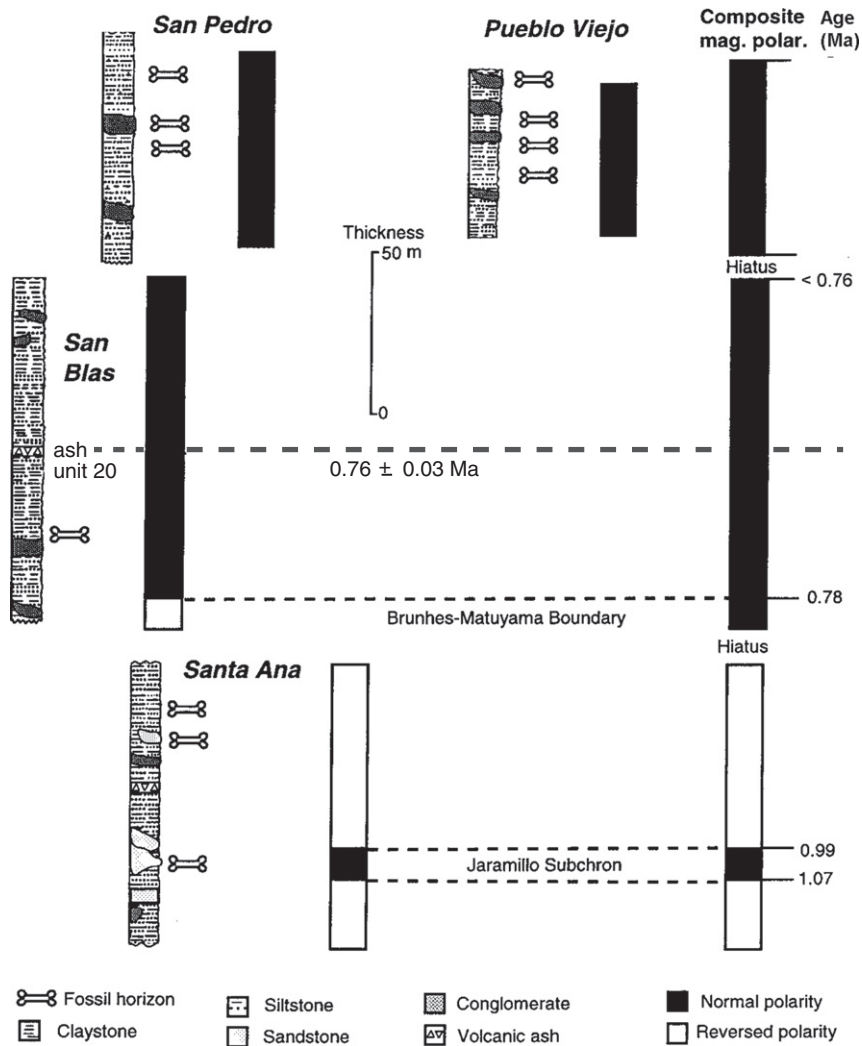 San Pedro
Pueblo Viejo
Composite
mag. polar.
Age
(Ma)
Thickness
50 m
0
Hiatus
< 0.76
San
Blas
ash
unit 20
0.76 ± 0.03 Ma
0.78
Brunhes-Matuyama Boundary
Hiatus
Santa Ana
0.99
Jaramillo Subchron
1.07
Fossil horizon
Siltstone
Conglomerate
Normal polarity
Claystone
Sandstone
Volcanic ash
Reversed polarity